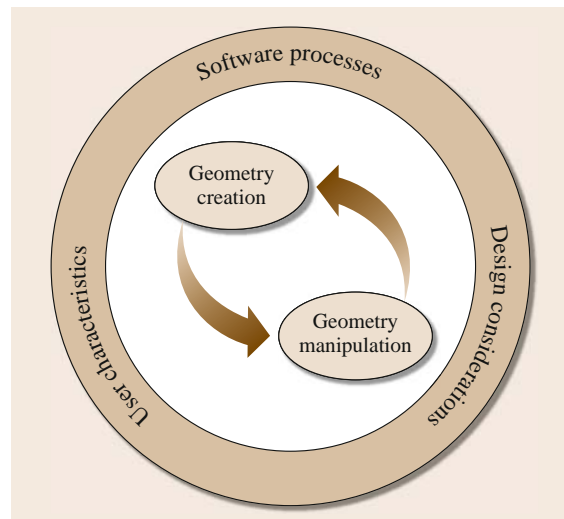 Software processes
Geometry
creation
User characteristics
Design considerations
Geometry
manipulation